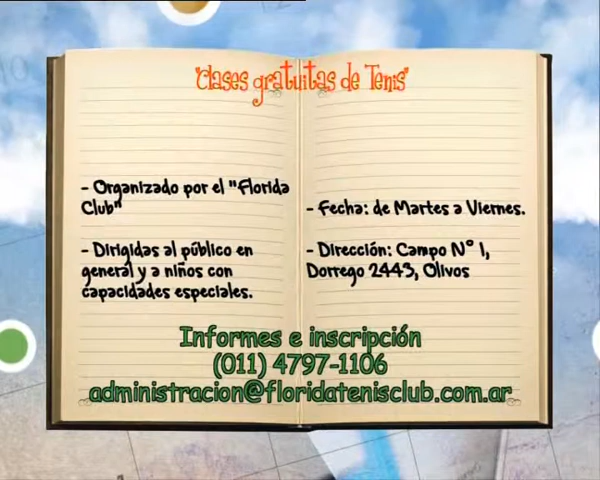 "Clases gratuitas de Tenis"
- Organizado por el "Florida
Club"
- Dirigidas al público en
general y a niños con
capacidades especiales.
- Fecha: de Martes a Viernes.
- Dirección: Campo N° 1,
Dorrego 2443, Olivos
Informes e inscripción
(011) 4797-1106
administracion@floridatenisclub.com.ar